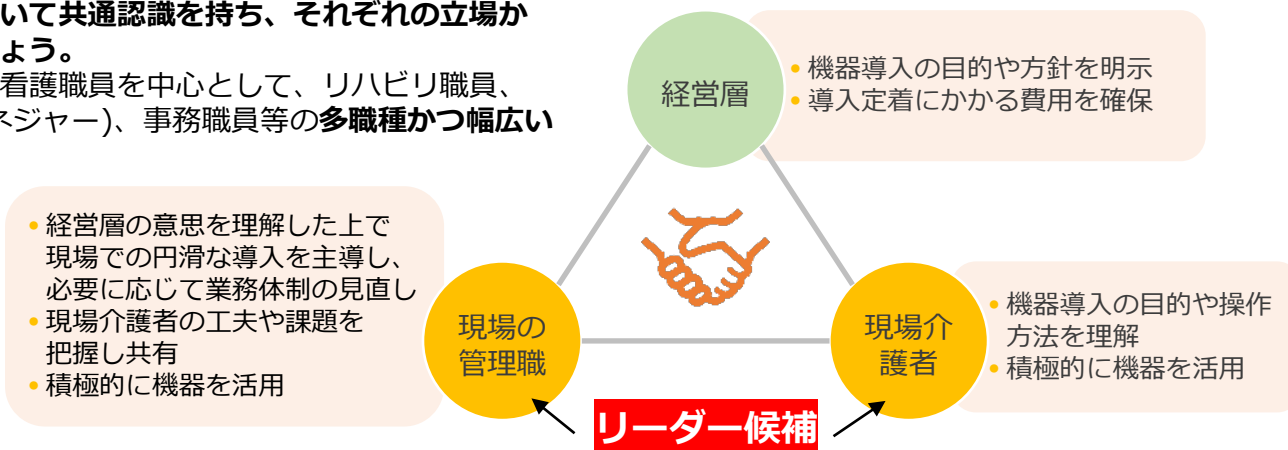 いて共通認識を持ち、それぞれの立場か
ょう。
看護職員を中心として、リハビリ職員、
ネジャー)、事務職員等の多職種かつ幅広い
経営層
• 機器導入の目的や方針を明示
• 導入定着にかかる費用を確保
• 経営層の意思を理解した上で
現場での円滑な導入を主導し、
必要に応じて業務体制の見直し
• 現場介護者の工夫や課題を
把握し共有
• 積極的に機器を活用
現場の
管理職
現場介
護者
• 機器導入の目的や操作
方法を理解
• 積極的に機器を活用
リーダー候補